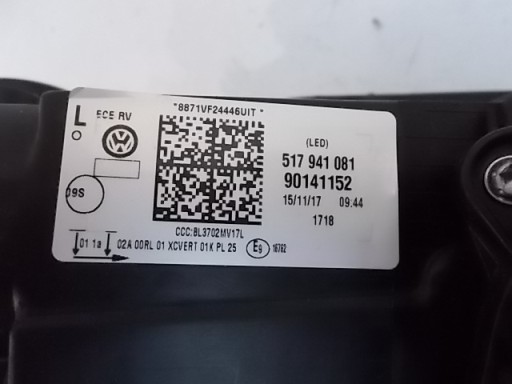 L ECE RV
*8871VF24446UIT*
(LED)
517 941 081
90141152
15/11/17 09:44
1718
09S
CCC:8L3702MV17L
01 1a 02A 00RL 01 XCVERT 01K PL 25 E9 16762